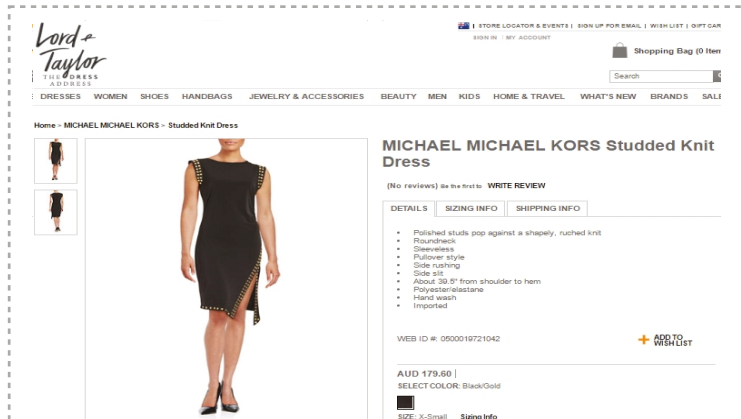 STORE LOCATOR & EVENTS | SIGN UP FOR EMAIL | WISH LIST | GIFT CAR
SIGN IN MY ACCOUNT
Lord &
Taylor
THE DRESS
ADDRESS
Shopping Bag (0 Item
Search
DRESSES WOMEN SHOES HANDBAGS JEWELRY & ACCESSORIES BEAUTY MEN KIDS HOME & TRAVEL WHAT'S NEW BRANDS SALE
Home > MICHAEL MICHAEL KORS > Studded Knit Dress
MICHAEL MICHAEL KORS Studded Knit
Dress
(No reviews) Be the first to WRITE REVIEW
DETAILS SIZING INFO SHIPPING INFO
• Polished studs pop against a shapely, ruched knit
• Roundneck
• Sleeveless
• Pullover style
• Side rushing
• Side slit
• About 39.5" from shoulder to hem
• Polyester/elastane
• Hand wash
• Imported
WEB ID #: 0500019721042
+ ADD TO
WISH LIST
AUD 179.60 |
SELECT COLOR: Black/Gold
SIZE: X-Small Sizing Info